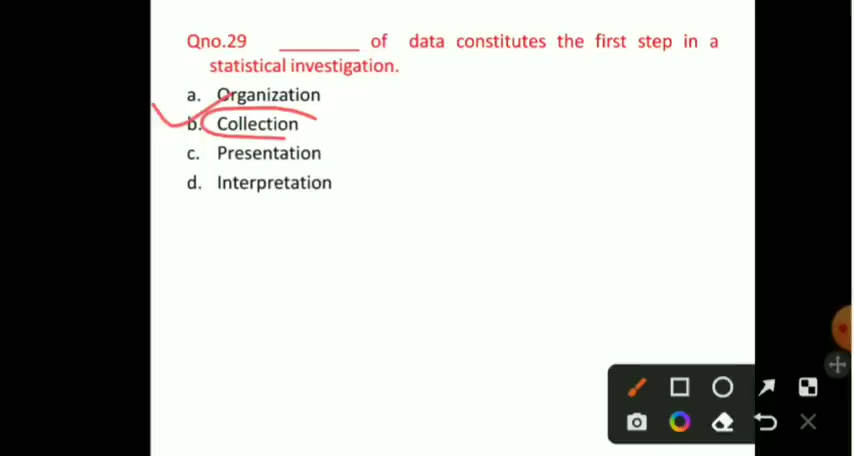 Qno.29 ________ of data constitutes the first step in a
statistical investigation.
a. Organization
b. Collection
c. Presentation
d. Interpretation